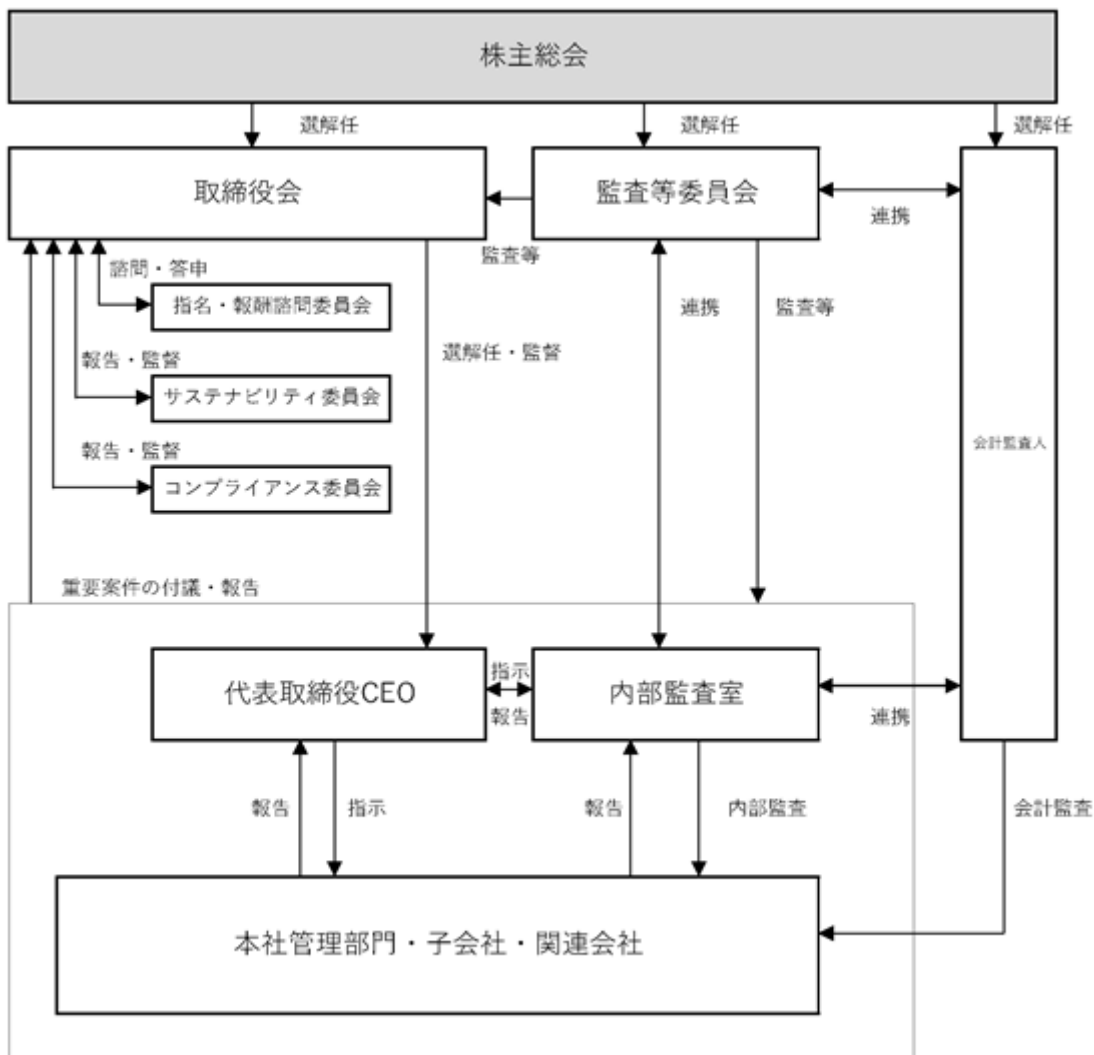 株主総会
選解任
選解任
選解任
取締役会
監査等委員会
連携
監査等
諮問・答申
指名・報酬諮問委員会
連携
監査等
選解任・監督
報告・監督
サステナビリティ委員会
報告・監督
コンプライアンス委員会
会計監査人
重要案件の付議・報告
代表取締役CEO
指示
報告
内部監査室
連携
報告
指示
報告
内部監査
会計監査
本社管理部門・子会社・関連会社